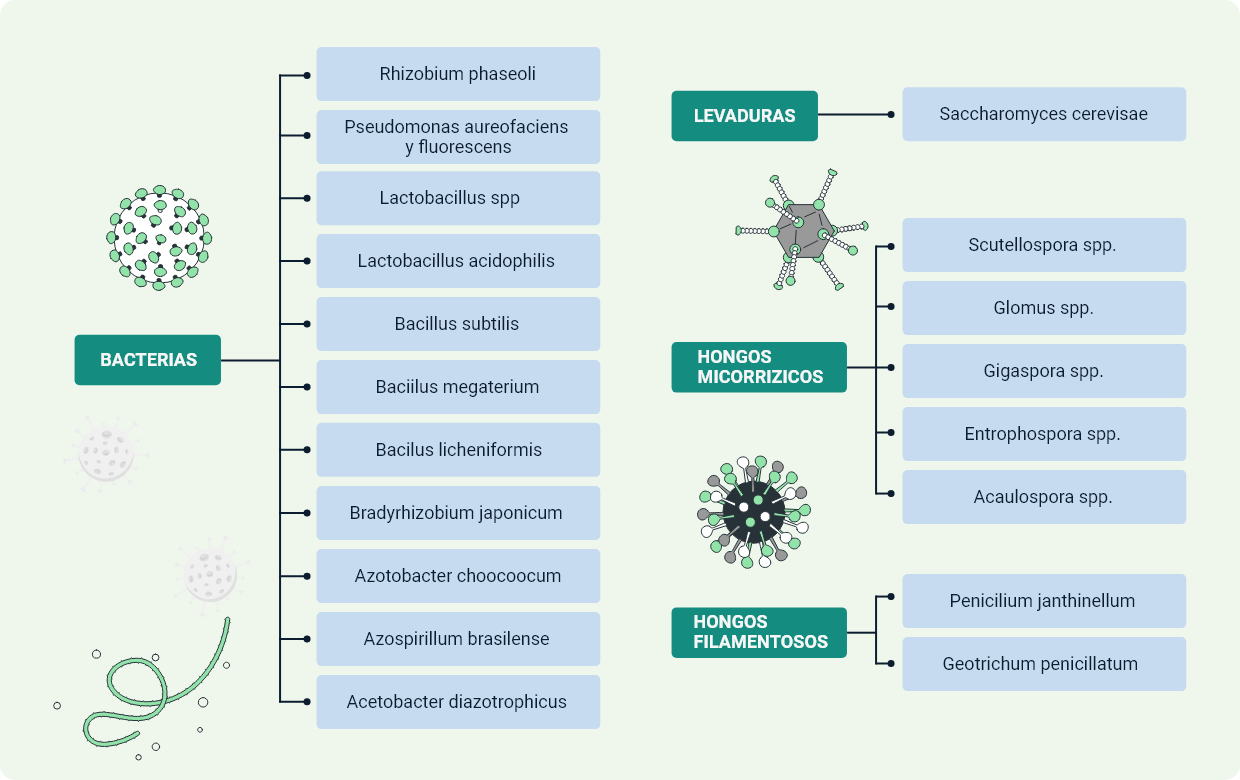 BACTERIAS
Rhizobium phaseoli
Pseudomonas aureofaciens
y fluorescens
Lactobacillus spp
Lactobacillus acidophilis
Bacillus subtilis
Baciilus megaterium
Bacilus licheniformis
Bradyrhizobium japonicum
Azotobacter choocoocum
Azospirillum brasilense
Acetobacter diazotrophicus
LEVADURAS
Saccharomyces cerevisae
HONGOS
MICORRIZICOS
Scutellospora spp.
Glomus spp.
Gigaspora spp.
Entrophospora spp.
Acaulospora spp.
HONGOS
FILAMENTOSOS
Penicilium janthinellum
Geotrichum penicillatum